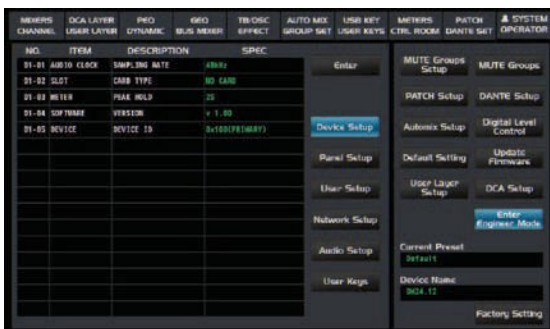 MIXERS DCA LAYER PEQ GEQ TB/OSC AUTO MIX USB KEY METERS PATCH SYSTEM
CHANNEL USER LAYER DYNAMIC BUS MIXER EFFECT GROUP SET USER KEYS CTRL ROOM DANTE SET OPERATOR
NO. ITEM DESCRIPTION SPEC
01-01 AUDIO CLOCK SAMPLING RATE 48kHz
01-02 SLOT CARD TYPE NO CARD
01-03 METER PEAK HOLD 2S
01-04 SOFTWARE VERSION v 1.00
01-05 DEVICE DEVICE ID 0x100(PRIMARY)
Enter
Device Setup
Panel Setup
User Setup
Network Setup
Audio Setup
User Keys
MUTE Groups
Setup
MUTE Groups
PATCH Setup
DANTE Setup
Automix Setup
Digital Level
Control
Default Setting
Update
Firmware
User Layer
Setup
DCA Setup
Enter
Engineer Mode
Current Preset
Default
Device Name
DM24.12
Factory Setting